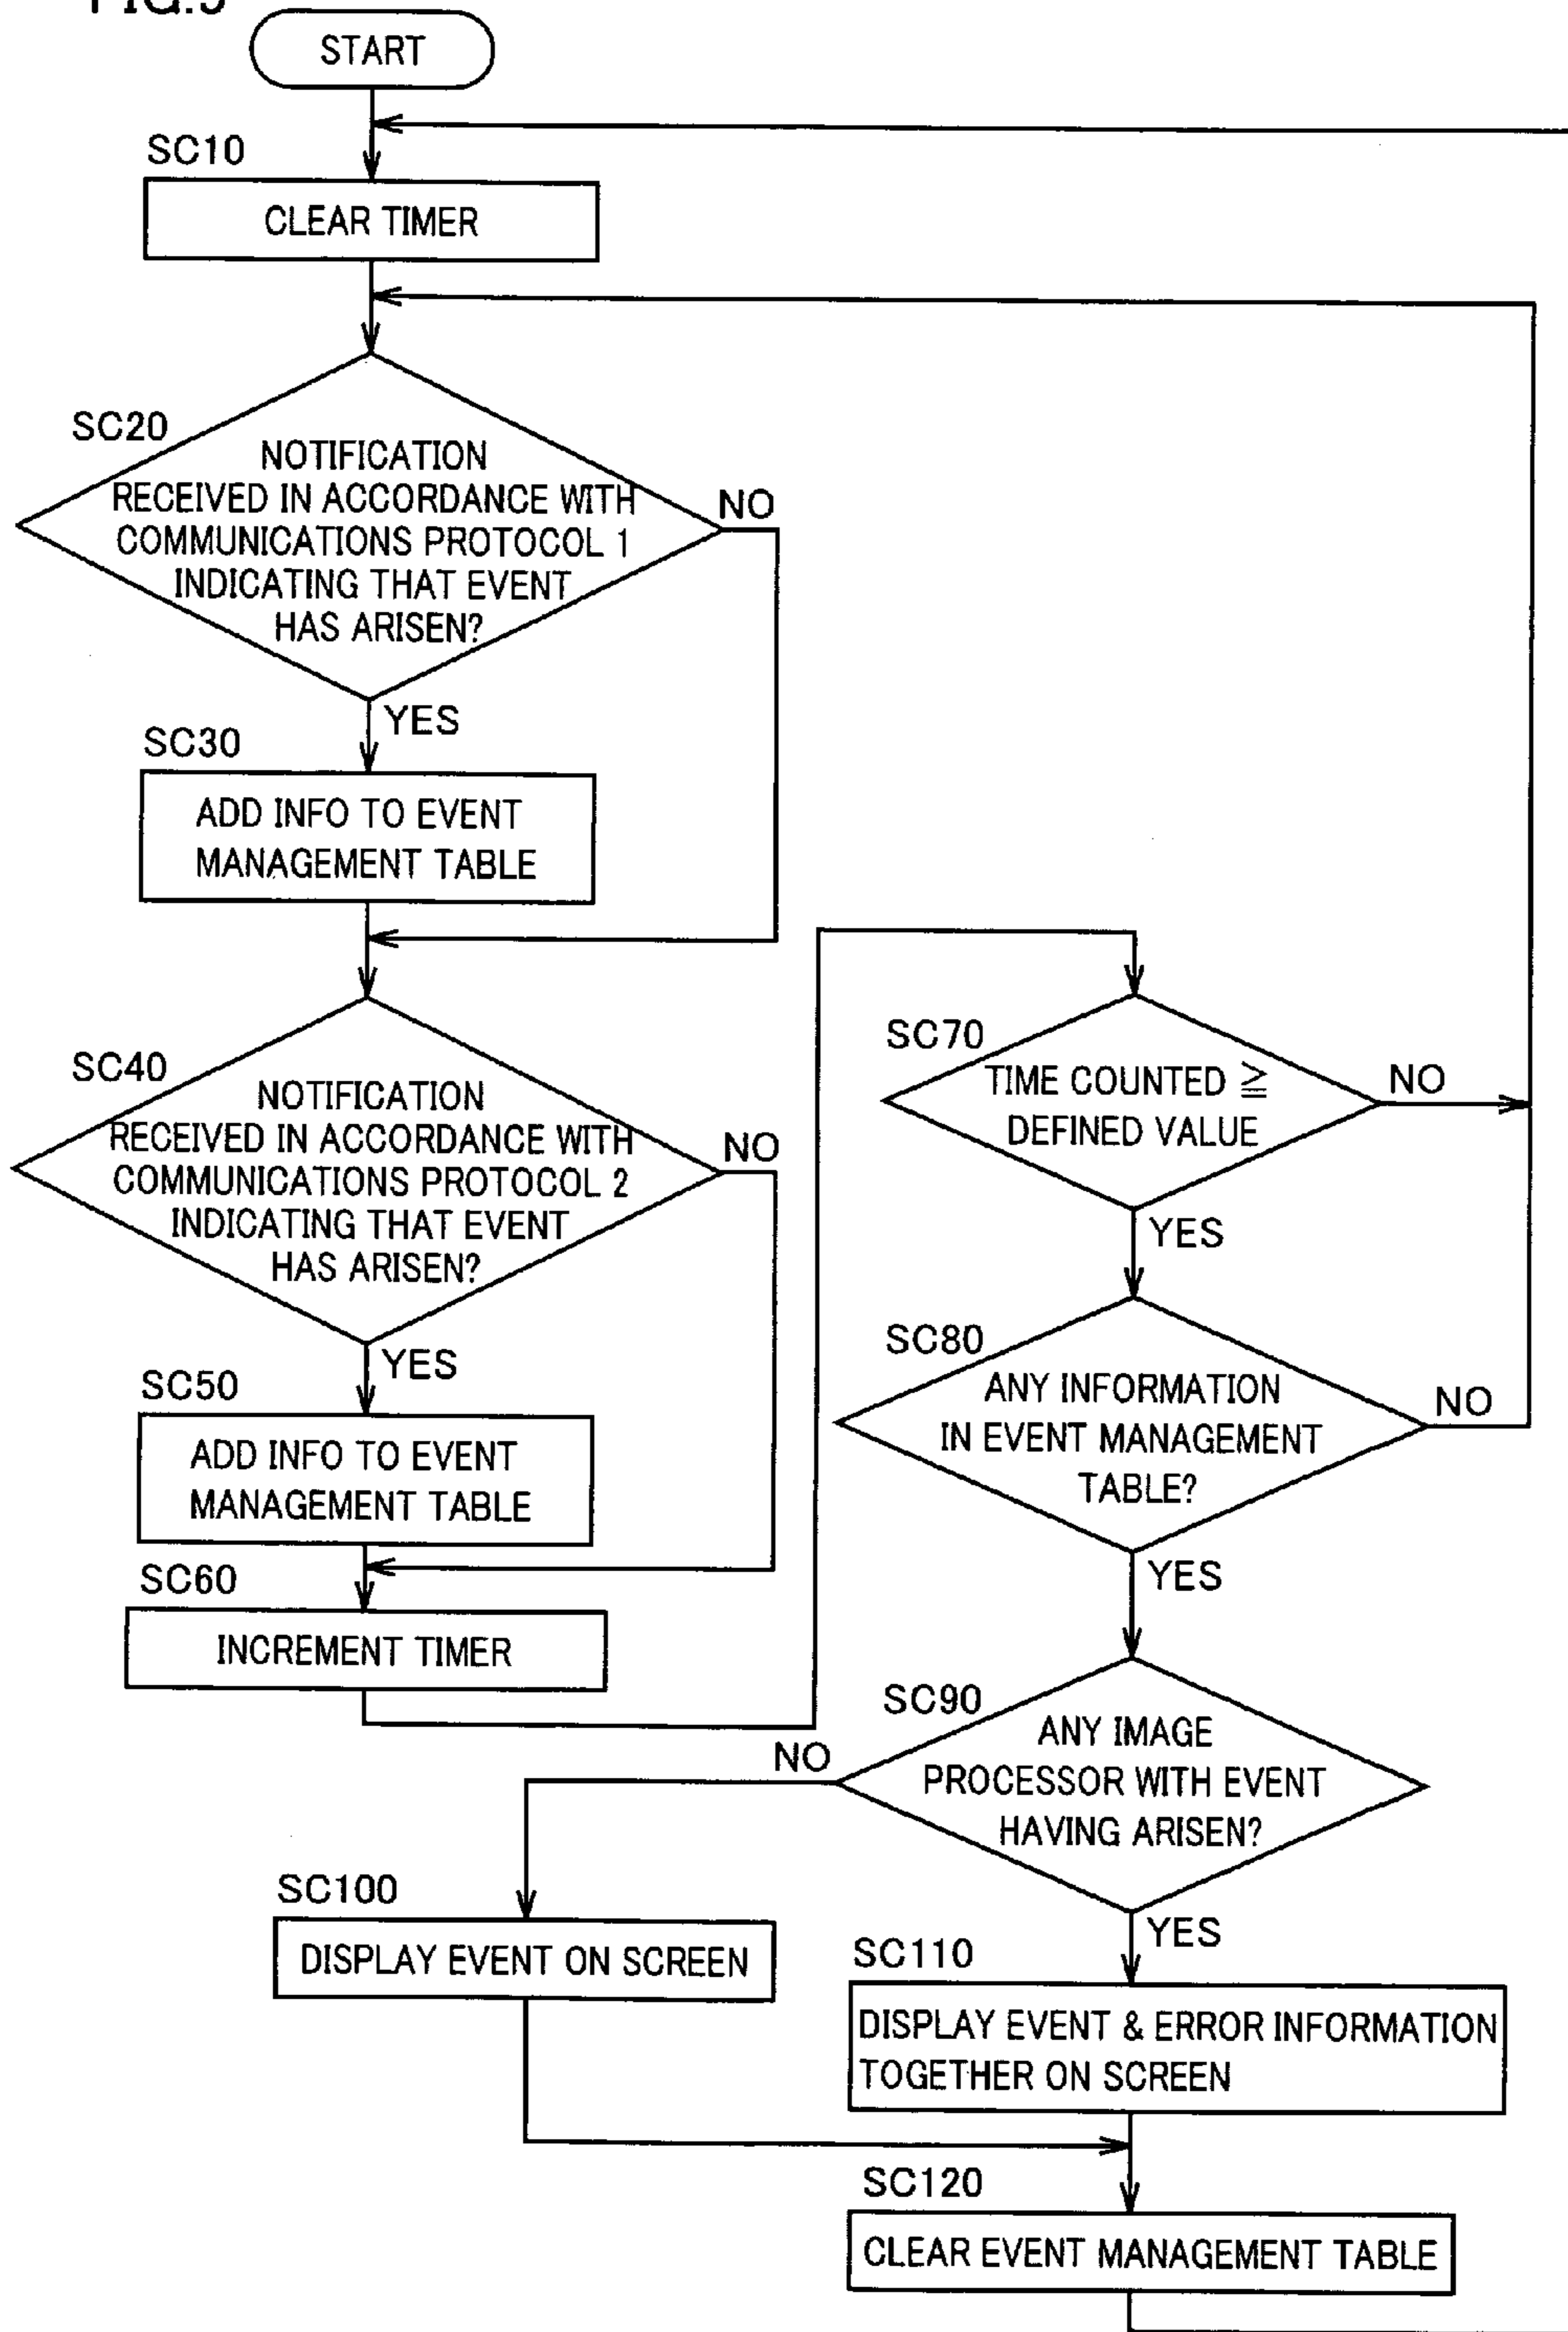 START
SC10
CLEAR TIMER
SC20
NOTIFICATION
RECEIVED IN ACCORDANCE WITH
COMMUNICATIONS PROTOCOL 1
INDICATING THAT EVENT
HAS ARISEN?
NO
YES
SC30
ADD INFO TO EVENT
MANAGEMENT TABLE
SC40
NOTIFICATION
RECEIVED IN ACCORDANCE WITH
COMMUNICATIONS PROTOCOL 2
INDICATING THAT EVENT
HAS ARISEN?
NO
YES
SC50
ADD INFO TO EVENT
MANAGEMENT TABLE
SC60
INCREMENT TIMER
SC70
TIME COUNTED ≧
DEFINED VALUE
NO
YES
SC80
ANY INFORMATION
IN EVENT MANAGEMENT
TABLE?
NO
YES
SC90
ANY IMAGE
PROCESSOR WITH EVENT
HAVING ARISEN?
NO
YES
SC100
DISPLAY EVENT ON SCREEN
SC110
DISPLAY EVENT & ERROR INFORMATION
TOGETHER ON SCREEN
SC120
CLEAR EVENT MANAGEMENT TABLE